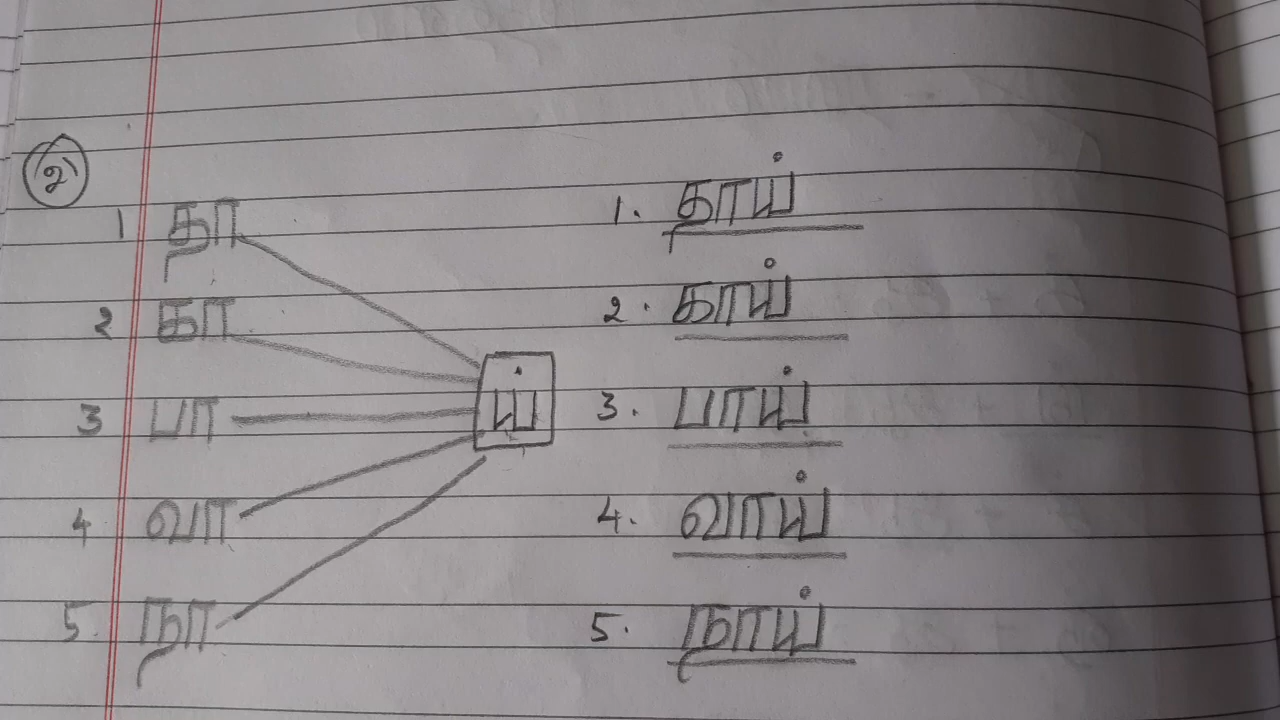 2)
1 தா 1. தாய்
2 கா ய் 2. காய்
3 பா 3. பாய்
4 வா 4. வாய்
5. நா 5. நாய்